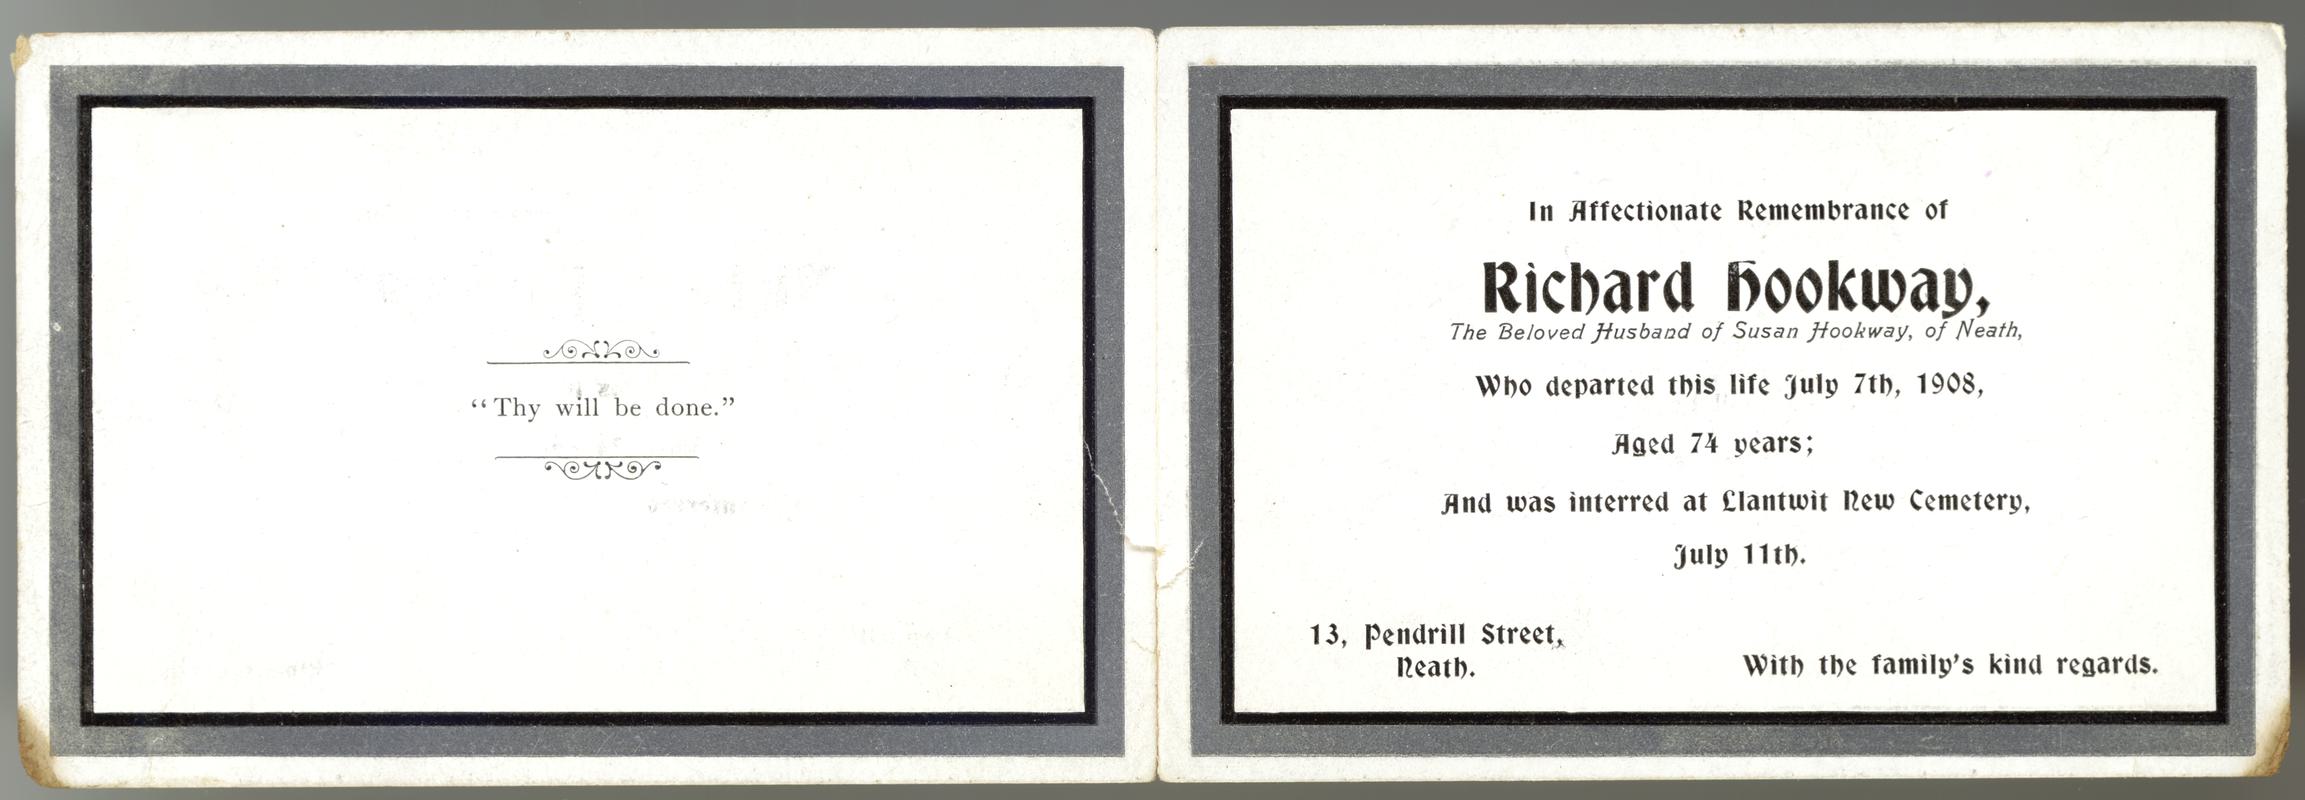 “Thy will be done.”
In Affectionate Remembrance of
Richard Hookway,
The Beloved Husband of Susan Hookway, of Neath,
Who departed this life July 7th, 1908,
Aged 74 years;
And was interred at Llantwit New Cemetery,
July 11th.
13, Pendrill Street,
Neath.
With the family's kind regards.